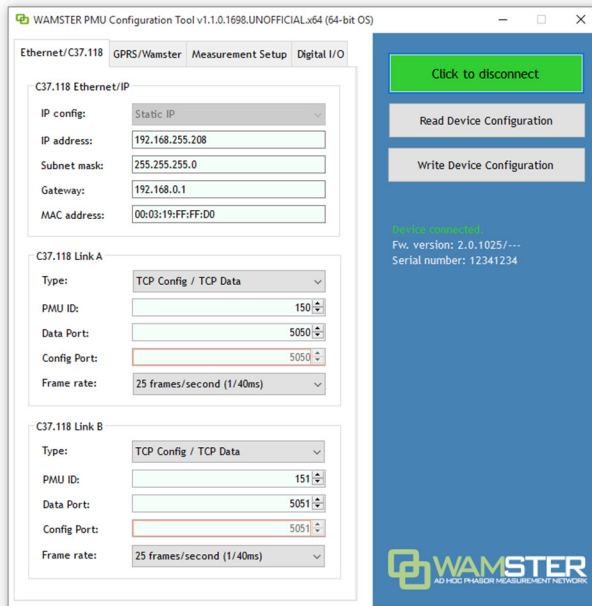 WAMSTER PMU Configuration Tool v1.1.0.1698.UNOFFICIAL.x64 (64-bit OS)
Ethernet/C37.118 GPRS/Wamster Measurement Setup Digital I/O
C37.118 Ethernet/IP
IP config: Static IP
IP address: 192.168.255.208
Subnet mask: 255.255.255.0
Gateway: 192.168.0.1
MAC address: 00:03:19:FF:FF:D0
C37.118 Link A
Type: TCP Config / TCP Data
PMU ID: 150
Data Port: 5050
Config Port: 5050
Frame rate: 25 frames/second (1/40ms)
C37.118 Link B
Type: TCP Config / TCP Data
PMU ID: 151
Data Port: 5051
Config Port: 5051
Frame rate: 25 frames/second (1/40ms)
Click to disconnect
Read Device Configuration
Write Device Configuration
Device connected.
Fw. version: 2.0.1025/---
Serial number: 12341234
WAMSTER
AD HOC PHASOR MEASUREMENT NETWORK